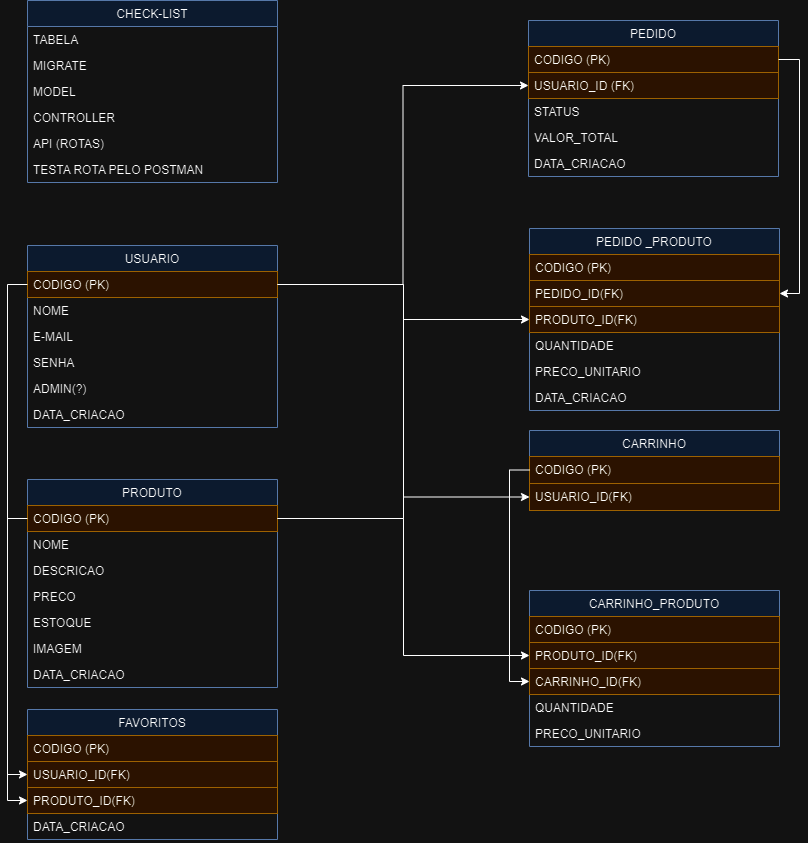 CHECK-LIST
TABELA
MIGRATE
MODEL
CONTROLLER
API (ROTAS)
TESTA ROTA PELO POSTMAN
USUARIO
CODIGO (PK)
NOME
E-MAIL
SENHA
ADMIN(?)
DATA_CRIACAO
PRODUTO
CODIGO (PK)
NOME
DESCRICAO
PRECO
ESTOQUE
IMAGEM
DATA_CRIACAO
FAVORITOS
CODIGO (PK)
USUARIO_ID(FK)
PRODUTO_ID(FK)
DATA_CRIACAO
PEDIDO
CODIGO (PK)
USUARIO_ID (FK)
STATUS
VALOR_TOTAL
DATA_CRIACAO
PEDIDO _PRODUTO
CODIGO (PK)
PEDIDO_ID(FK)
PRODUTO_ID(FK)
QUANTIDADE
PRECO_UNITARIO
DATA_CRIACAO
CARRINHO
CODIGO (PK)
USUARIO_ID(FK)
CARRINHO_PRODUTO
CODIGO (PK)
PRODUTO_ID(FK)
CARRINHO_ID(FK)
QUANTIDADE
PRECO_UNITARIO